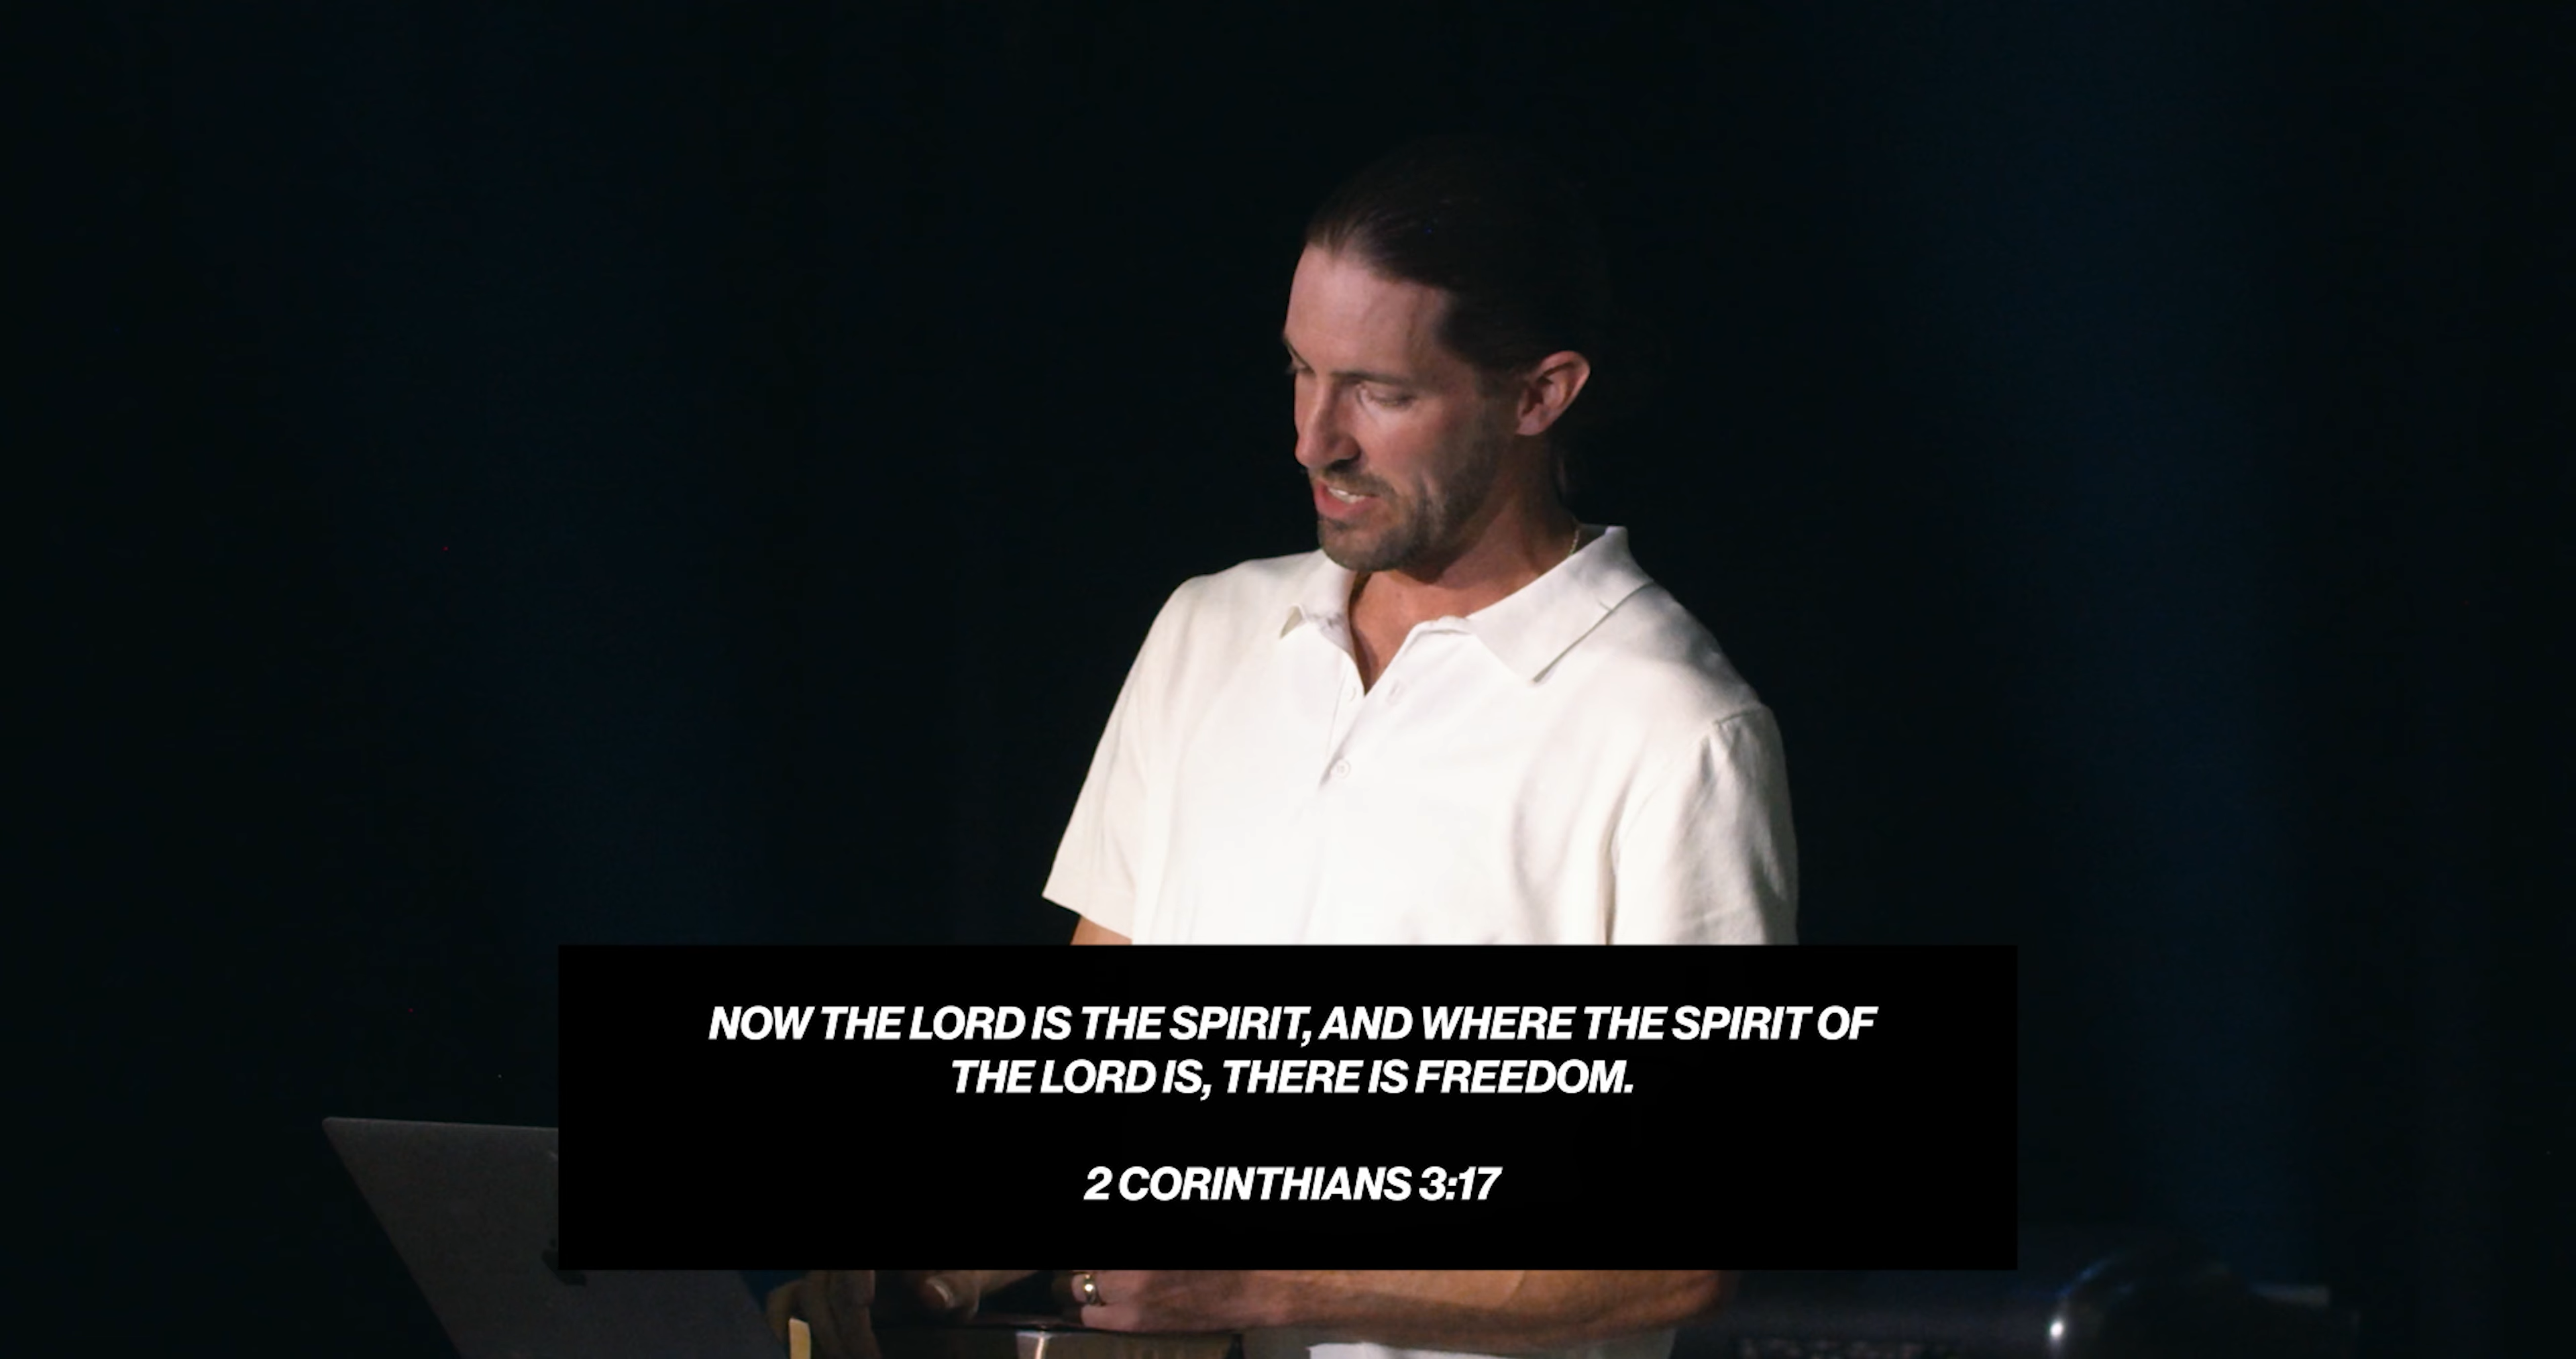 NOW THE LORD IS THE SPIRIT, AND WHERE THE SPIRIT OF
THE LORD IS, THERE IS FREEDOM.
2 CORINTHIANS 3:17